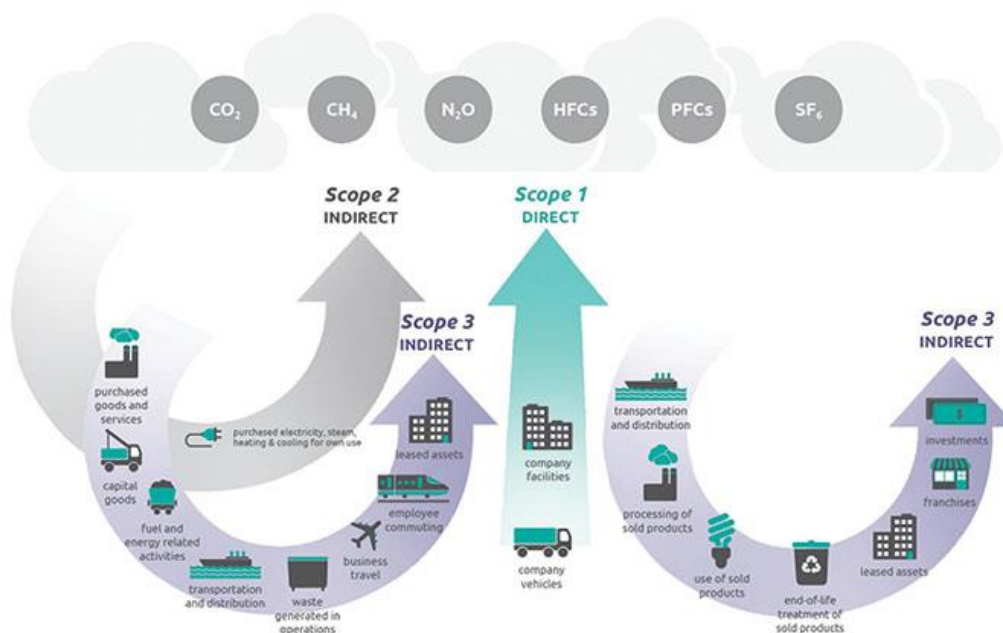 CO₂
CH₄
N₂O
HFCs
PFCs
SF₆
Scope 2
INDIRECT
Scope 1
DIRECT
Scope 3
INDIRECT
Scope 3
INDIRECT
purchased
goods and
services
capital
goods
fuel and
energy related
activities
transportation
and distribution
waste
generated in
operations
business
travel
employee
commuting
leased assets
purchased electricity, steam,
heating & cooling for own use
company
facilities
company
vehicles
transportation
and distribution
processing of
sold products
use of sold
products
end-of-life
treatment of
sold products
leased assets
franchises
investments
$